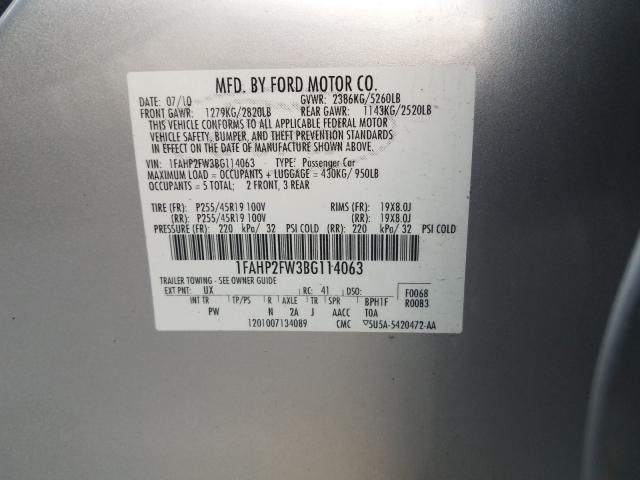 MFD. BY FORD MOTOR CO.
DATE: 07/10 GVWR: 2386KG/5260LB
FRONT GAWR: 1279KG/2820LB REAR GAWR: 1143KG/2520LB
THIS VEHICLE CONFORMS TO ALL APPLICABLE FEDERAL MOTOR
VEHICLE SAFETY, BUMPER, AND THEFT PREVENTION STANDARDS
IN EFFECT ON THE DATE OF MANUFACTURE SHOWN ABOVE.
VIN: 1FAHP2FW3BG114063 TYPE: Passenger Car
MAXIMUM LOAD = OCCUPANTS + LUGGAGE = 430KG/ 950LB
OCCUPANTS = 5 TOTAL; 2 FRONT, 3 REAR
TIRE (FR): P255/45R19 100V RIMS (FR): 19X8.0J
(RR): P255/45R19 100V (RR): 19X8.0J
PRESSURE (FR): 220 kPa/ 32 PSI COLD (RR): 220 kPa/ 32 PSI COLD
1FAHP2FW3BG114063
TRAILER TOWING - SEE OWNER GUIDE
EXT PNT: UX RC: 41 DSO: F0068
INT TR TP/PS R AXLE TR SPR BPH1F R0083
PW N 2A J AACC TOA
1201007134089 CMC ▽5U5A-5420472-AA